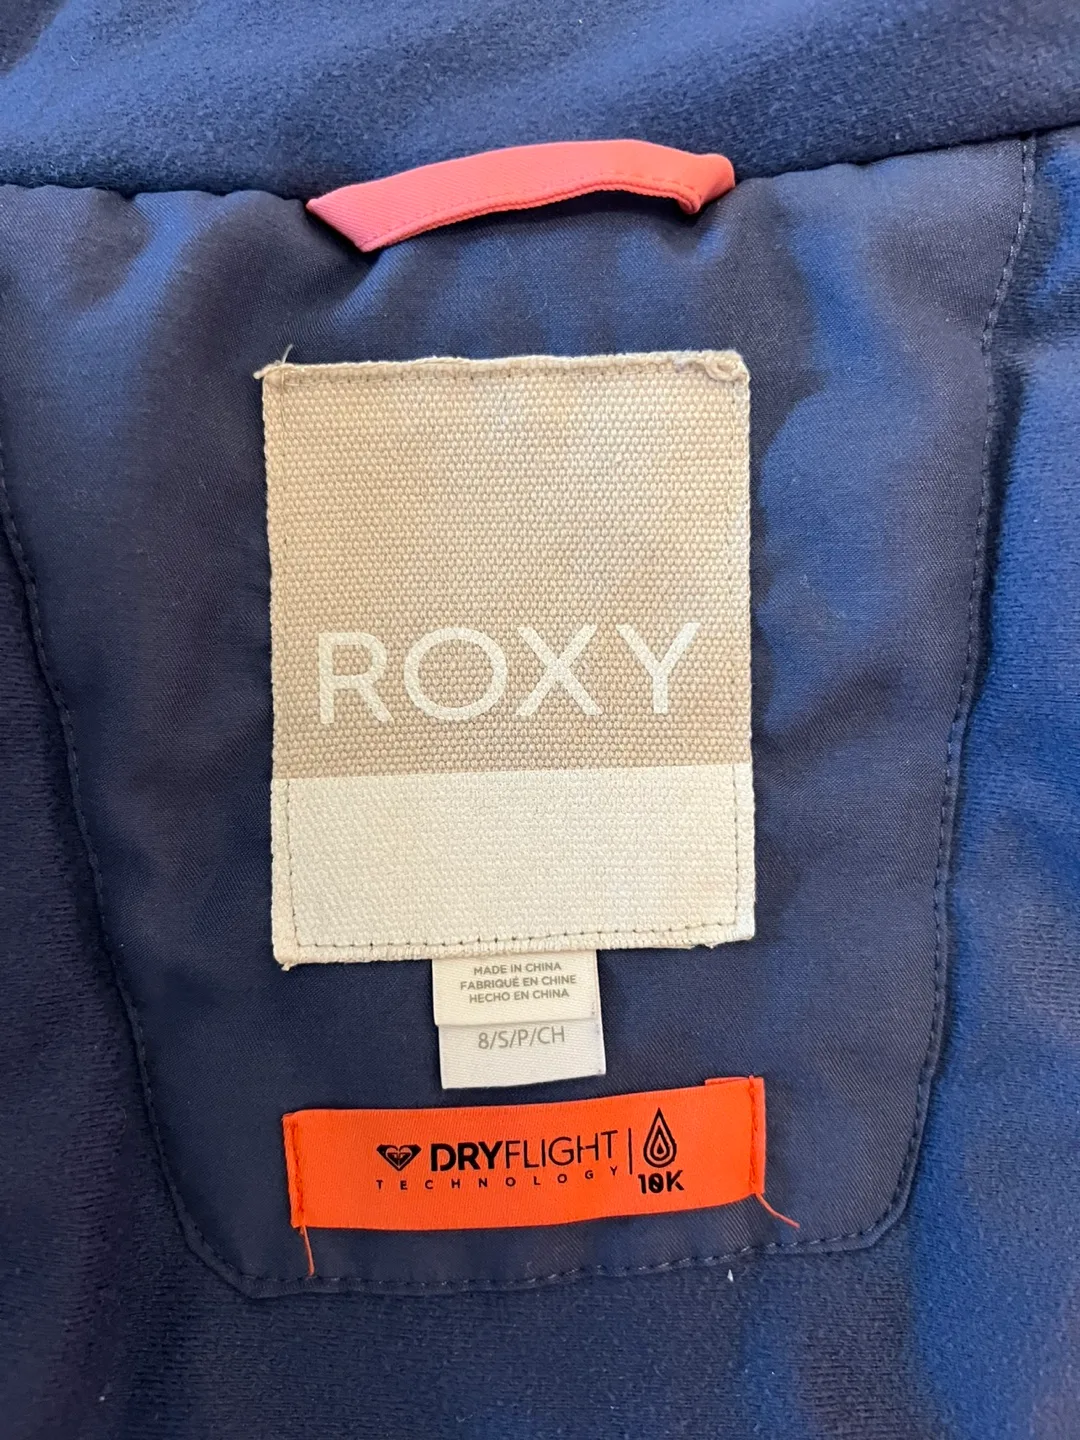 ROXY
MADE IN CHINA
FABRIQUÉ EN CHINE
HECHO EN CHINA
8/S/P/CH
DRYFLIGHT
TECHNOLOGY
10K